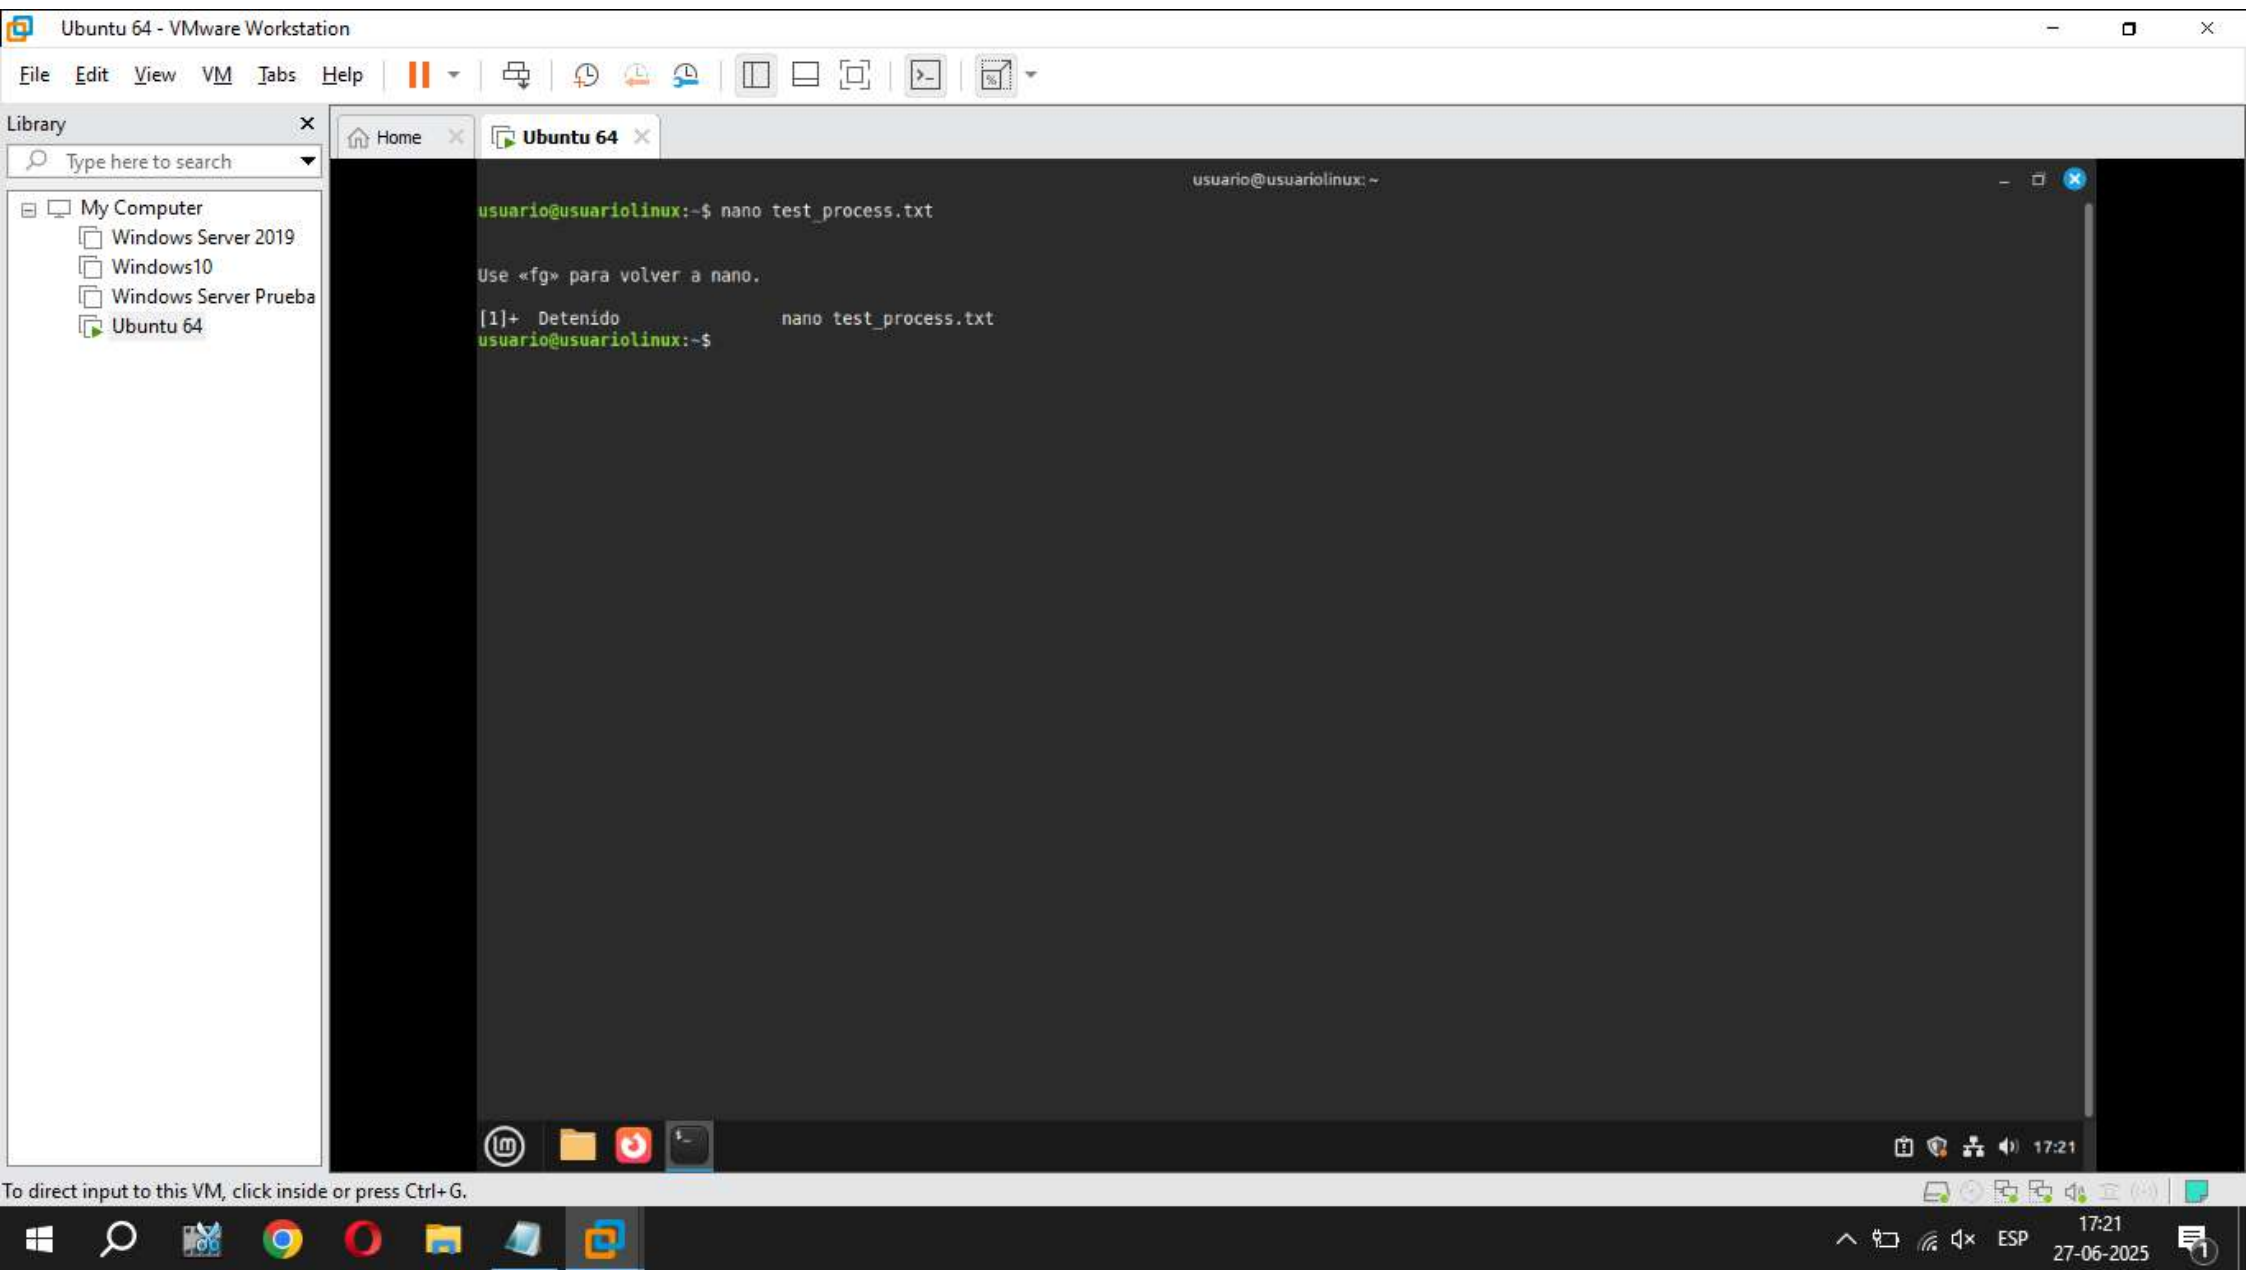 Ubuntu 64 - VMware Workstation
File Edit View VM Tabs Help
Library
Home
Ubuntu 64
Type here to search
My Computer
Windows Server 2019
Windows10
Windows Server Prueba
Ubuntu 64
usuario@usuariolinux: ~
usuario@usuariolinux:~$ nano test_process.txt
Use «fg» para volver a nano.
[1]+  Detenido                nano test_process.txt
usuario@usuariolinux:~$
17:21
To direct input to this VM, click inside or press Ctrl+G.
ESP
17:21
27-06-2025
1